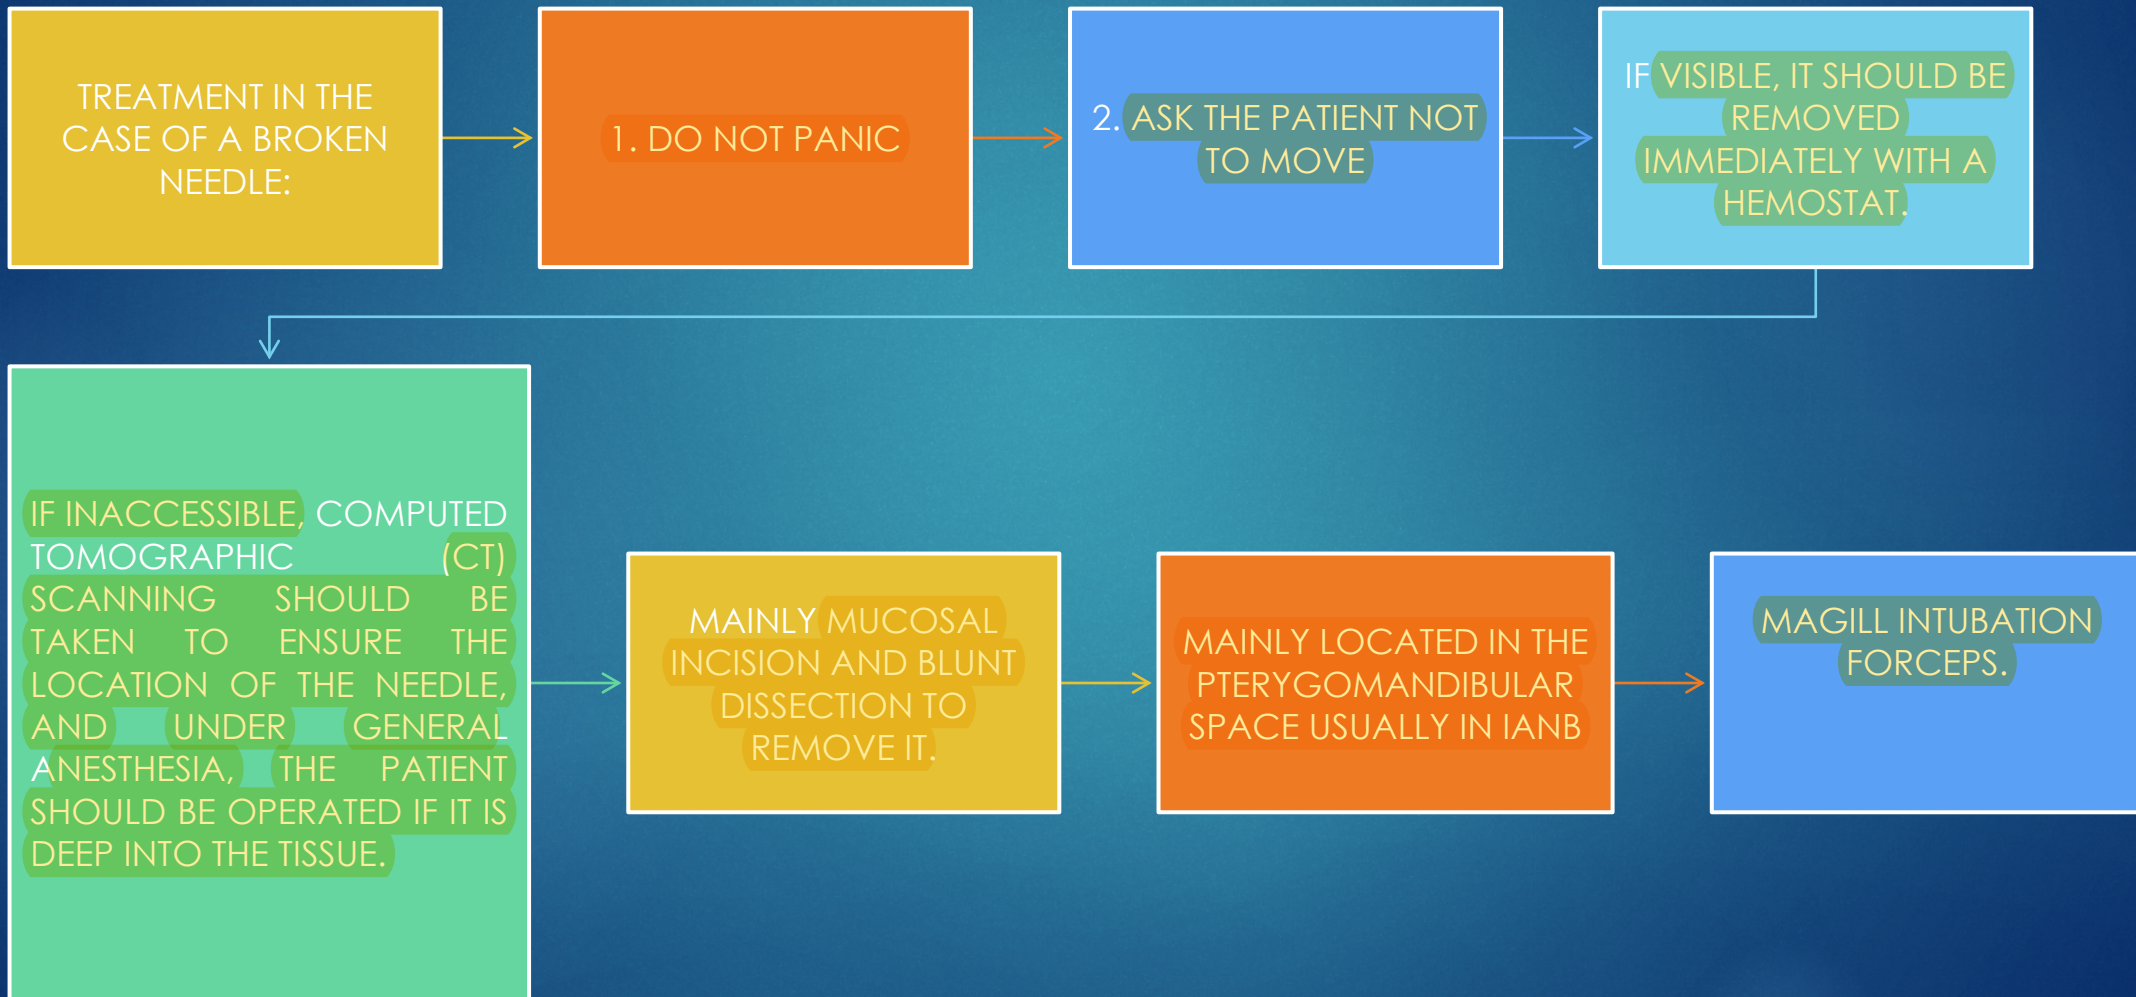 TREATMENT IN THE
CASE OF A BROKEN
NEEDLE:
1. DO NOT PANIC
2. ASK THE PATIENT NOT
TO MOVE
IF VISIBLE, IT SHOULD BE
REMOVED
IMMEDIATELY WITH A
HEMOSTAT.
IF INACCESSIBLE, COMPUTED
TOMOGRAPHIC (CT)
SCANNING SHOULD BE
TAKEN TO ENSURE THE
LOCATION OF THE NEEDLE,
AND UNDER GENERAL
ANESTHESIA, THE PATIENT
SHOULD BE OPERATED IF IT IS
DEEP INTO THE TISSUE.
MAINLY MUCOSAL
INCISION AND BLUNT
DISSECTION TO
REMOVE IT.
MAINLY LOCATED IN THE
PTERYGOMANDIBULAR
SPACE USUALLY IN IANB
MAGILL INTUBATION
FORCEPS.